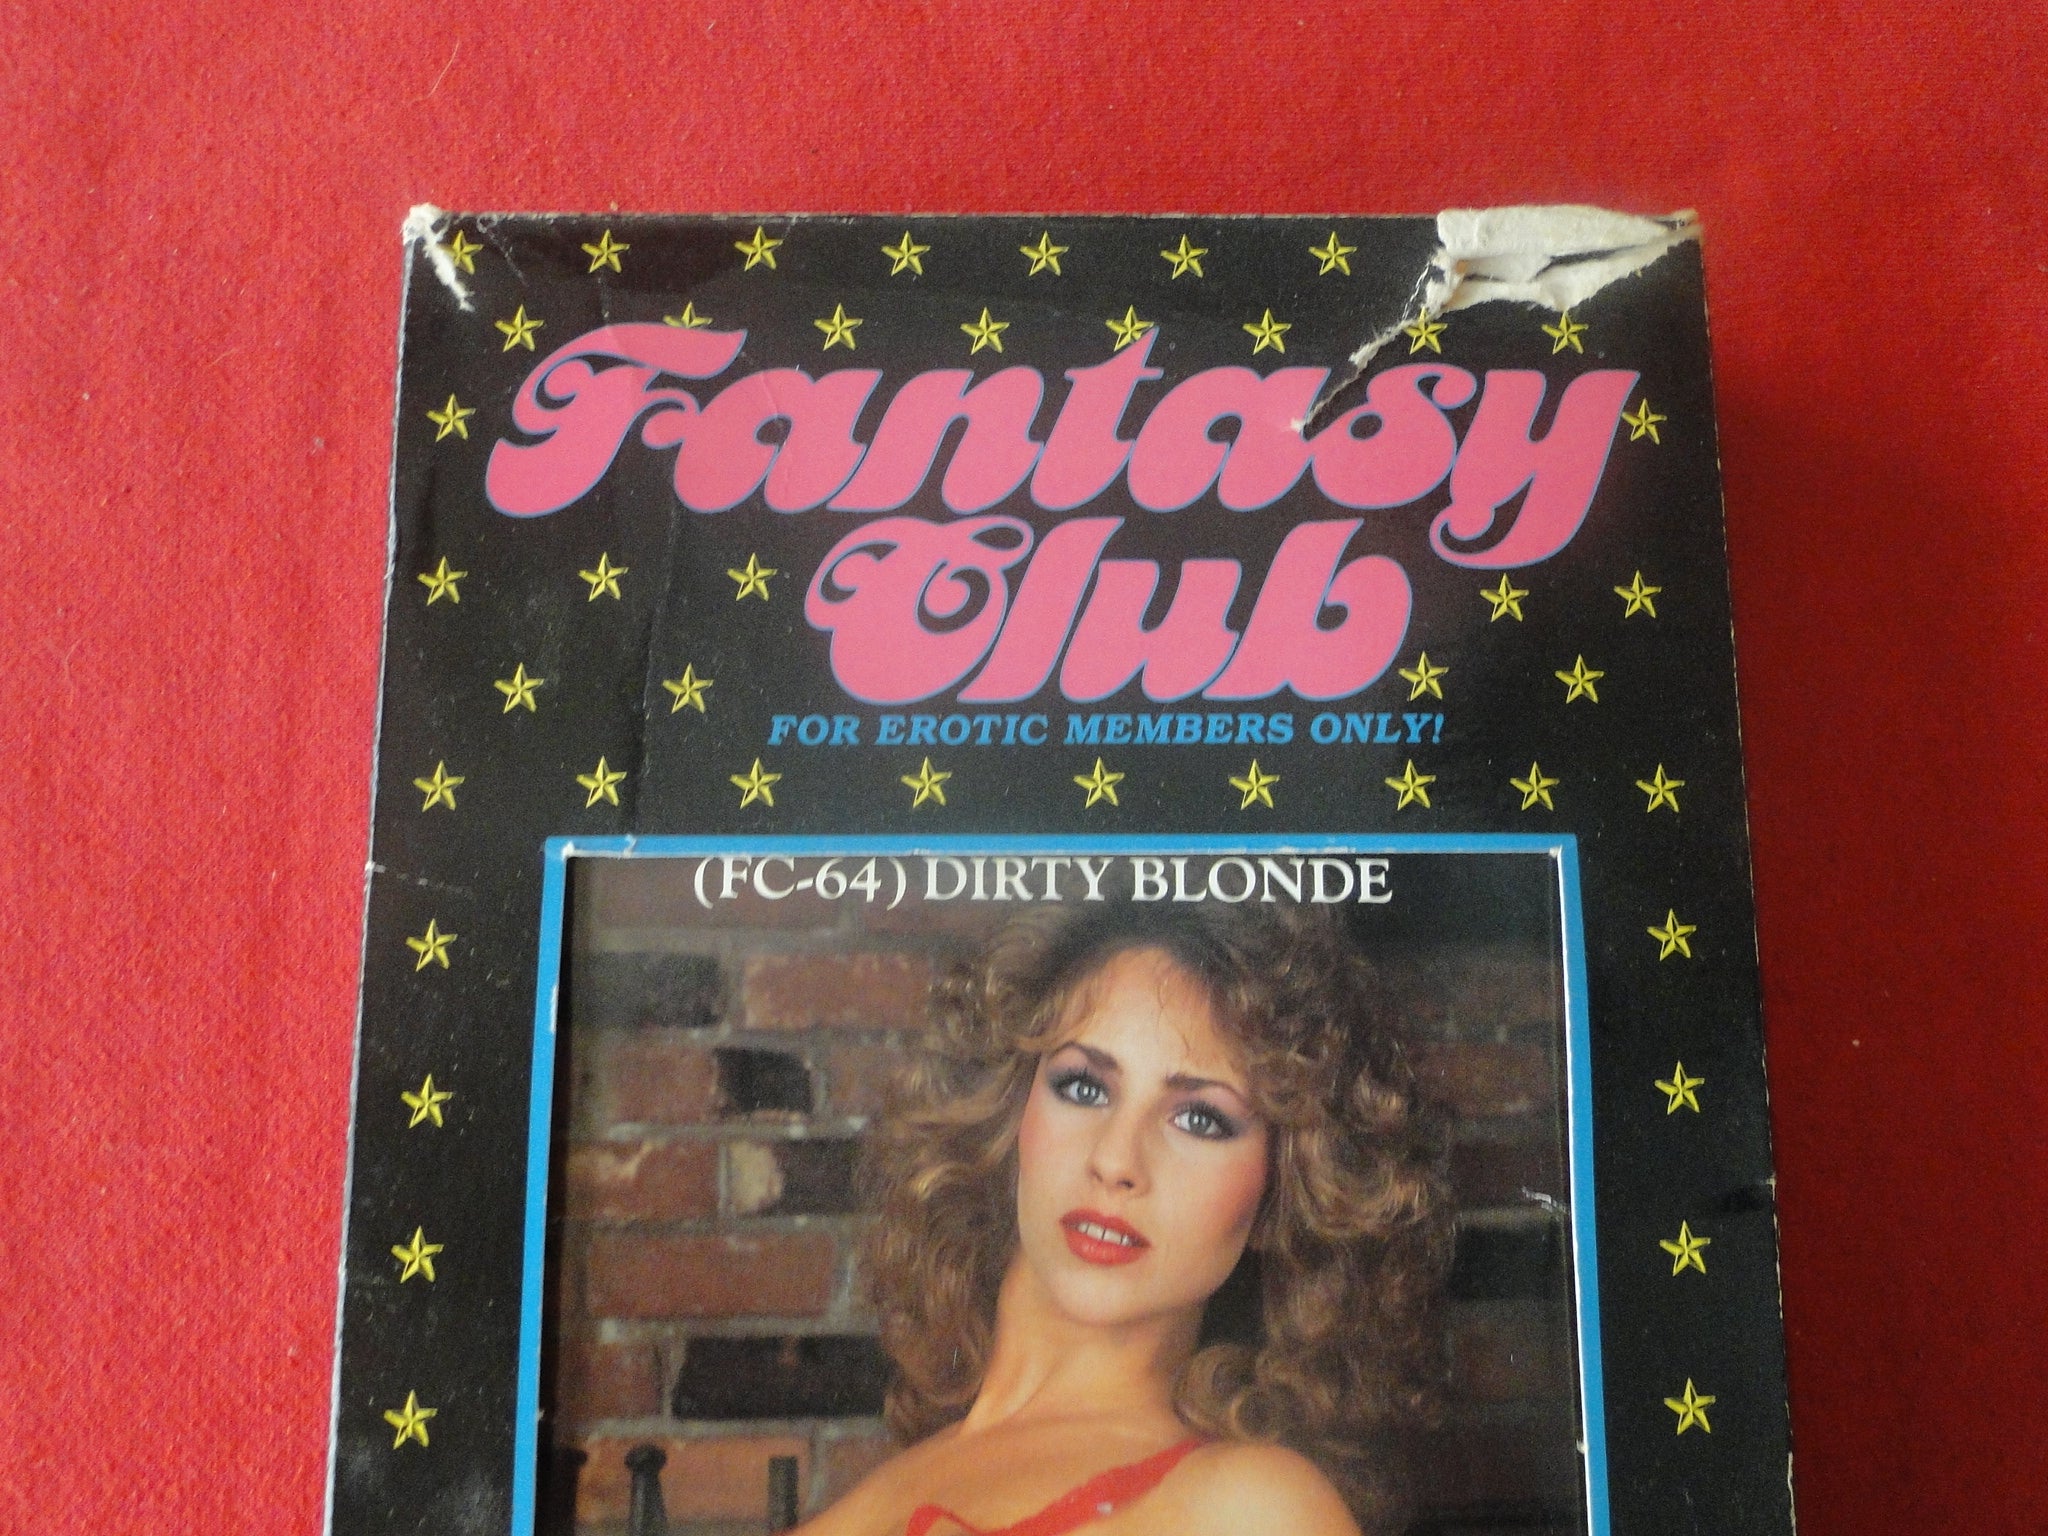 Fantasy
Club
FOR EROTIC MEMBERS ONLY!
(FC-64) DIRTY BLONDE